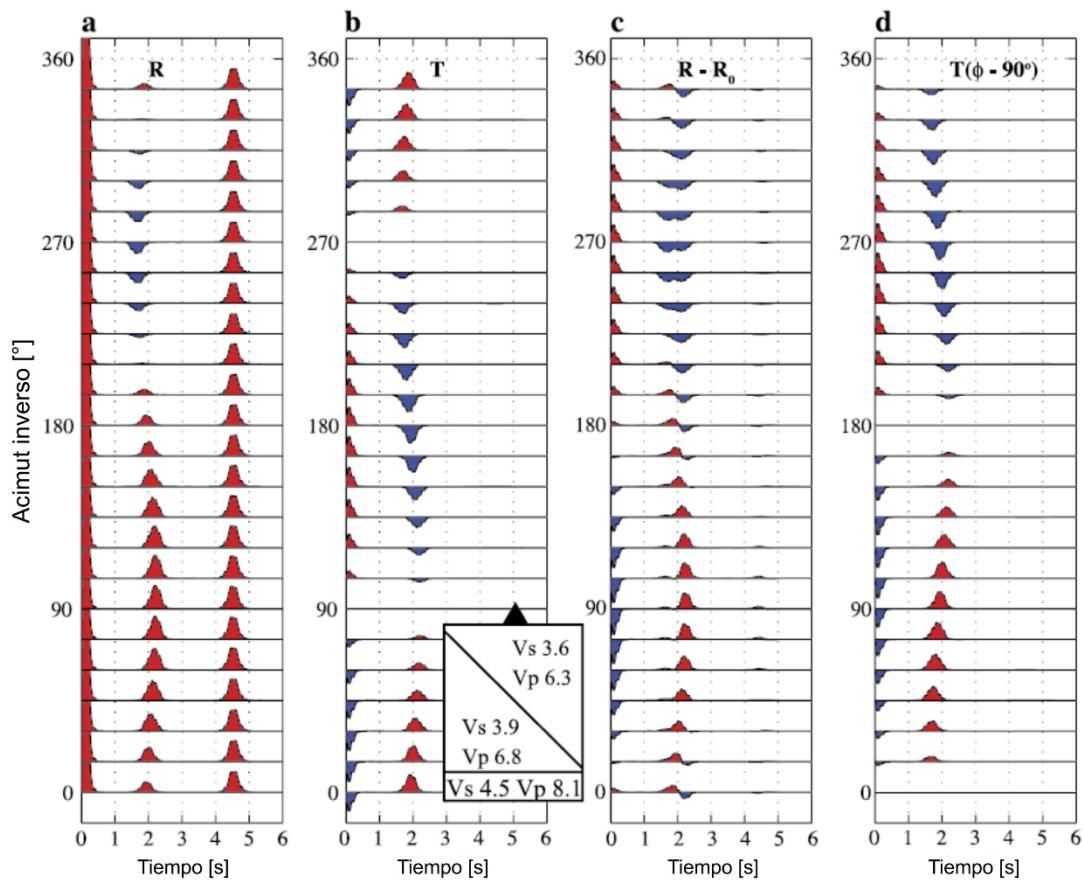 a b c d
R T R - R0 T(ϕ - 90°)
Acimut inverso [°]
360 360 360 360
270 270 270 270
180 180 180 180
90 90 90 90
0 0 0 0
Vs 3.6
Vp 6.3
Vs 3.9
Vp 6.8
Vs 4.5 Vp 8.1
0 1 2 3 4 5 6 0 1 2 3 4 5 6 0 1 2 3 4 5 6 0 1 2 3 4 5 6
Tiempo [s] Tiempo [s] Tiempo [s] Tiempo [s]